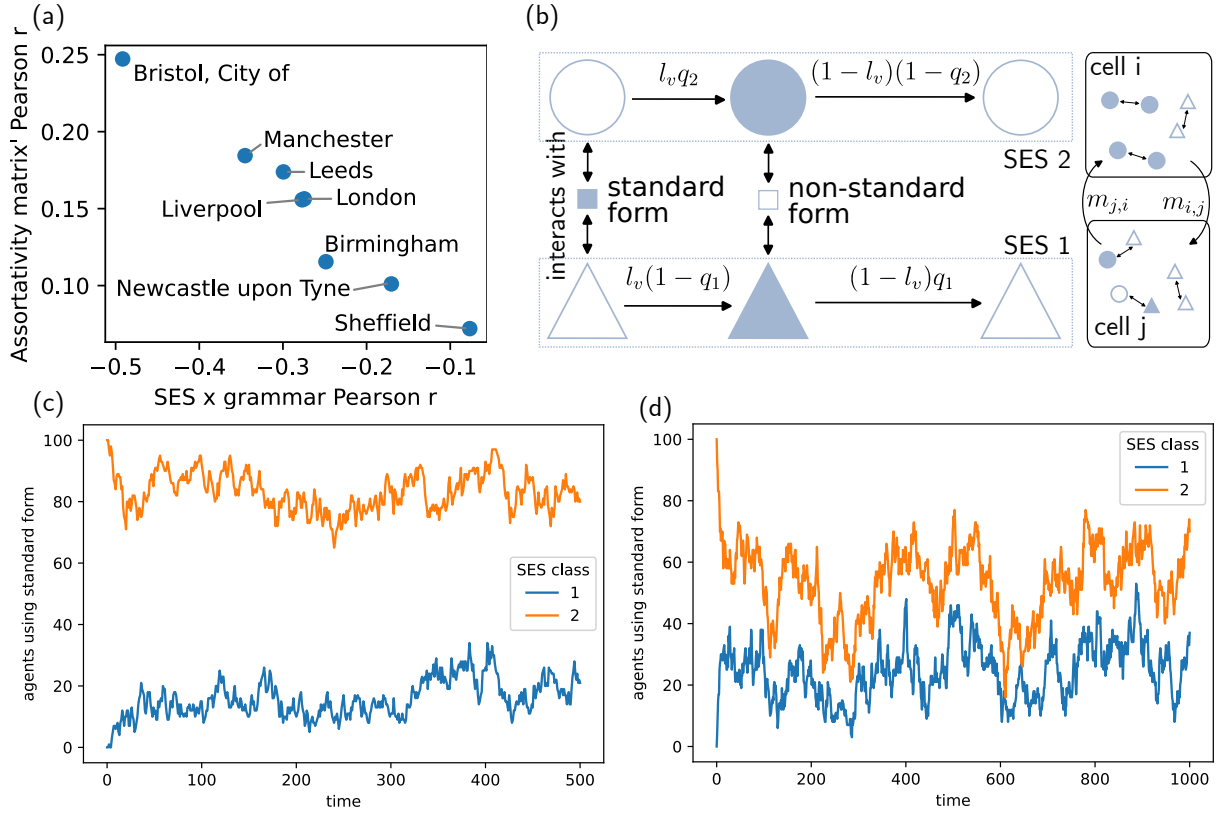 (a)
Assortativity matrix' Pearson r
0.25
0.20
0.15
0.10
Bristol, City of
Manchester
Leeds
London
Liverpool
Birmingham
Newcastle upon Tyne
Sheffield
−0.5 −0.4 −0.3 −0.2 −0.1
SES x grammar Pearson r
(b)
l_v q_2
(1 − l_v)(1 − q_2)
SES 2
interacts with
standard
form
non-standard
form
SES 1
l_v(1 − q_1)
(1 − l_v)q_1
cell i
m_{j,i}
m_{i,j}
cell j
(c)
agents using standard form
100
80
60
40
20
0
SES class
1
2
0 100 200 300 400 500
time
(d)
agents using standard form
100
80
60
40
20
0
SES class
1
2
0 200 400 600 800 1000
time